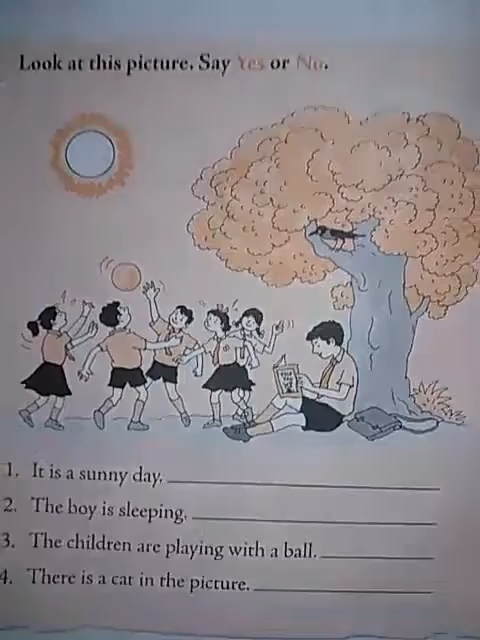 Look at this picture. Say Yes or No.
1. It is a sunny day.
2. The boy is sleeping.
3. The children are playing with a ball.
4. There is a cat in the picture.